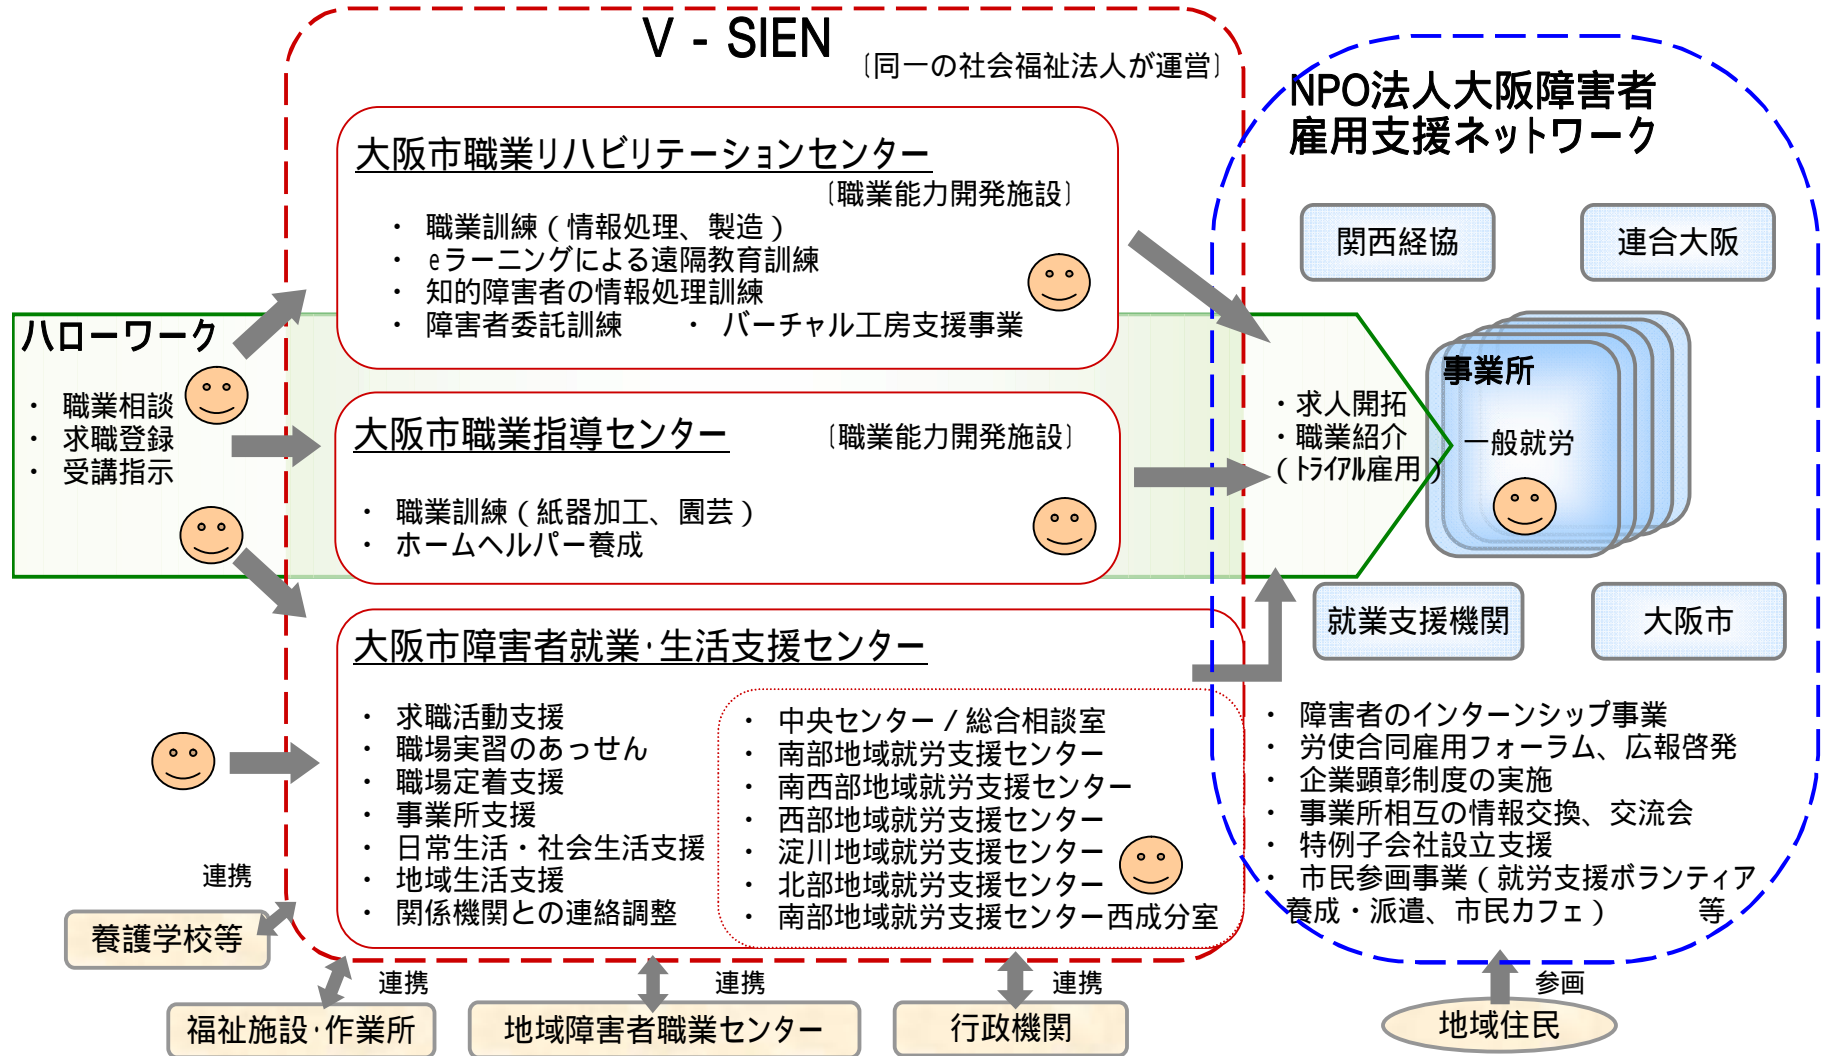 V - SIEN
〔同一の社会福祉法人が運営〕
大阪市職業リハビリテーションセンター
〔職業能力開発施設〕
・ 職業訓練（情報処理、製造）
・ eラーニングによる遠隔教育訓練
・ 知的障害者の情報処理訓練
・ 障害者委託訓練 ・ バーチャル工房支援事業
ハローワーク
・ 職業相談
・ 求職登録
・ 受講指示
大阪市職業指導センター 〔職業能力開発施設〕
・ 職業訓練（紙器加工、園芸）
・ ホームヘルパー養成
大阪市障害者就業・生活支援センター
・ 求職活動支援
・ 職場実習のあっせん
・ 職場定着支援
・ 事業所支援
・ 日常生活・社会生活支援
・ 地域生活支援
・ 関係機関との連絡調整
・ 中央センター / 総合相談室
・ 南部地域就労支援センター
・ 南西部地域就労支援センター
・ 西部地域就労支援センター
・ 淀川地域就労支援センター
・ 北部地域就労支援センター
・ 南部地域就労支援センター西成分室
NPO法人大阪障害者
雇用支援ネットワーク
関西経協
連合大阪
事業所
一般就労
・求人開拓
・職業紹介
（トライアル雇用）
就業支援機関
大阪市
・ 障害者のインターンシップ事業
・ 労使合同雇用フォーラム、広報啓発
・ 企業顕彰制度の実施
・ 事業所相互の情報交換、交流会
・ 特例子会社設立支援
・ 市民参画事業（就労支援ボランティア
養成・派遣、市民カフェ） 等
連携
養護学校等
連携
福祉施設・作業所
連携
地域障害者職業センター
連携
行政機関
参画
地域住民